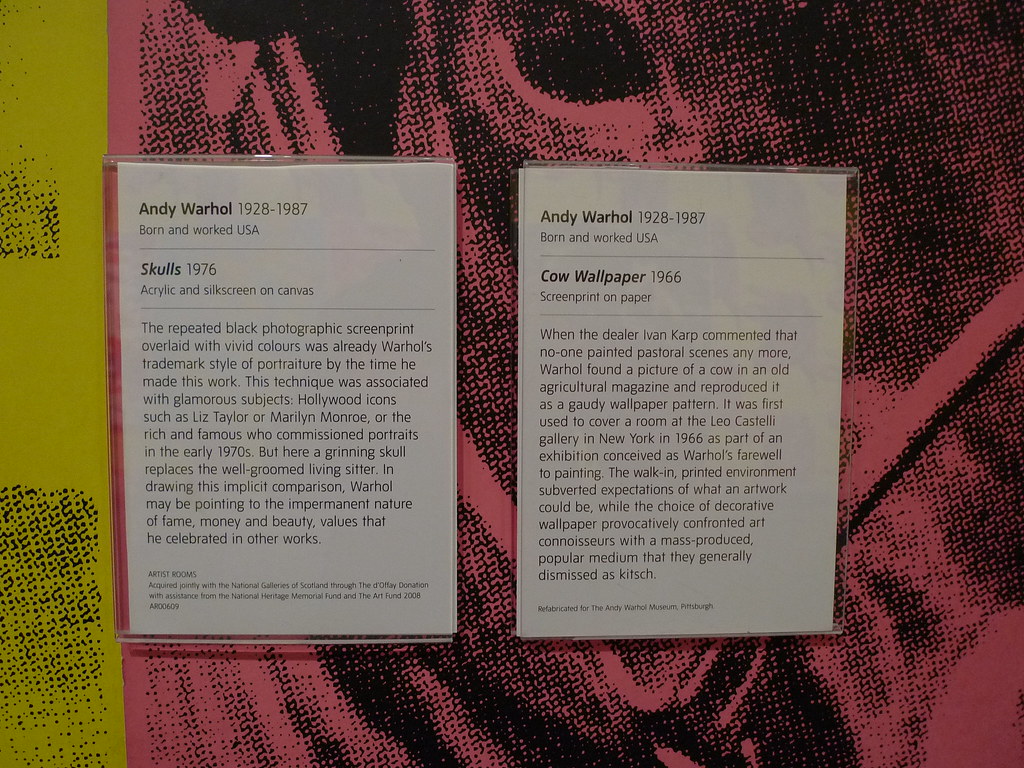 Andy Warhol 1928-1987
Born and worked USA
Skulls 1976
Acrylic and silkscreen on canvas
The repeated black photographic screenprint
overlaid with vivid colours was already Warhol's
trademark style of portraiture by the time he
made this work. This technique was associated
with glamorous subjects: Hollywood icons
such as Liz Taylor or Marilyn Monroe, or the
rich and famous who commissioned portraits
in the early 1970s. But here a grinning skull
replaces the well-groomed living sitter. In
drawing this implicit comparison, Warhol
may be pointing to the impermanent nature
of fame, money and beauty, values that
he celebrated in other works.
ARTIST ROOMS
Acquired jointly with the National Galleries of Scotland through The d'Offay Donation
with assistance from the National Heritage Memorial Fund and The Art Fund 2008
AR00609
Andy Warhol 1928-1987
Born and worked USA
Cow Wallpaper 1966
Screenprint on paper
When the dealer Ivan Karp commented that
no-one painted pastoral scenes any more,
Warhol found a picture of a cow in an old
agricultural magazine and reproduced it
as a gaudy wallpaper pattern. It was first
used to cover a room at the Leo Castelli
gallery in New York in 1966 as part of an
exhibition conceived as Warhol's farewell
to painting. The walk-in, printed environment
subverted expectations of what an artwork
could be, while the choice of decorative
wallpaper provocatively confronted art
connoisseurs with a mass-produced,
popular medium that they generally
dismissed as kitsch.
Refabricated for The Andy Warhol Museum, Pittsburgh